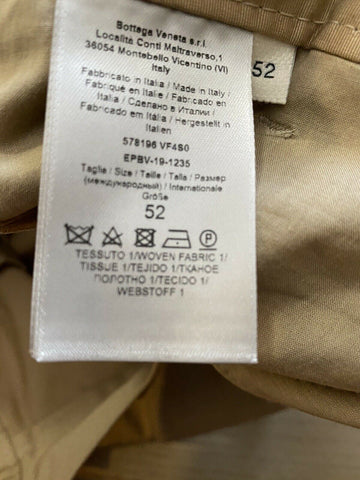 Bottega Veneta s.r.l.
Località Conti Maltraverso,1
36054 Montebello Vicentino (VI)
Italy
Fabbricato in Italia / Made in Italy /
Fabriqué en Italie / Fabricado en
Italia / Сделано в Италии /
Fabricado em Itália / Hergestellt in
Italien
578196 VF4S0
EPBV-19-1235
Taglia / Size / Taille / Talla / Размер
(международный) / Internationale
Größe
52
P
TESSUTO 1/WOVEN FABRIC 1/
TISSUE 1/TEJIDO 1/ТКАНОЕ
ПОЛОТНО 1/TECIDO 1/
WEBSTOFF 1
52